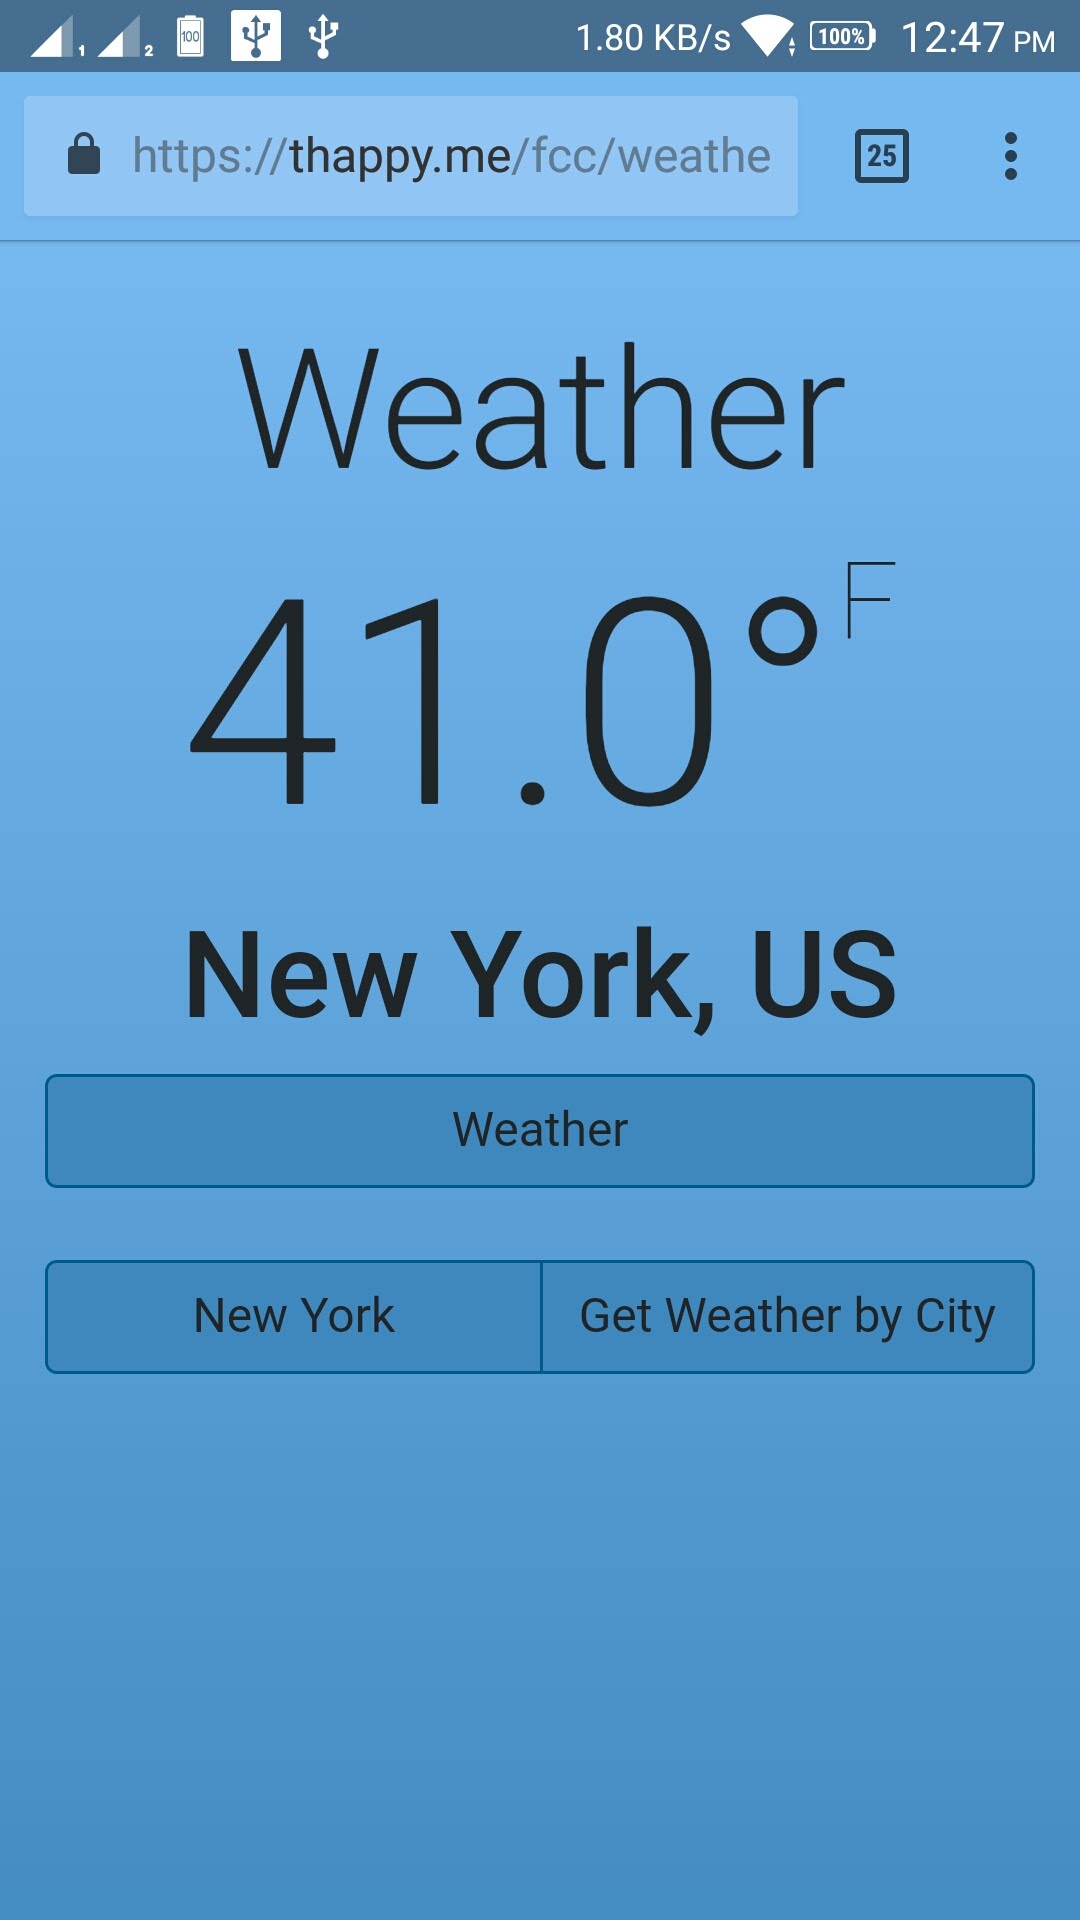 1 2 100 1.80 KB/s 100% 12:47 PM
https://thappy.me/fcc/weathe 25
Weather
41.0°F
New York, US
Weather
New York Get Weather by City